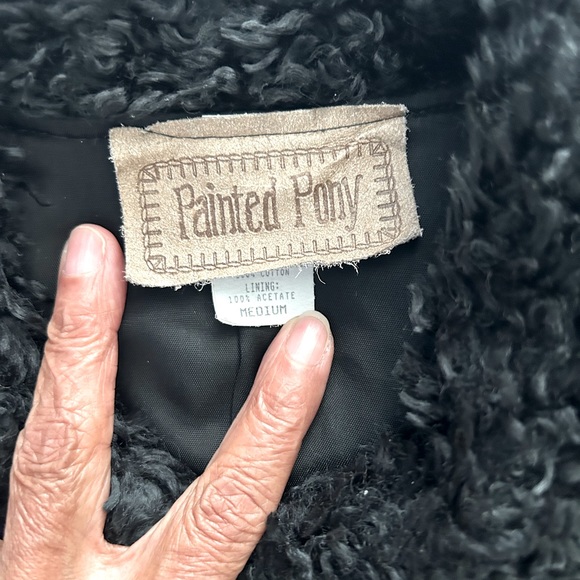 Painted Pony
COTTON
LINING:
100% ACETATE
MEDIUM